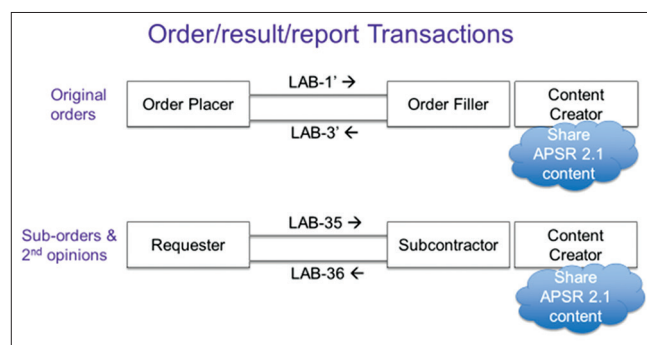 Order/result/report Transactions
Original
orders
Order Placer
LAB-1’ →
LAB-3’ ←
Order Filler
Content
Creator
Share
APSR 2.1
content
Sub-orders &
2nd opinions
Requester
LAB-35 →
LAB-36 ←
Subcontractor
Content
Creator
Share
APSR 2.1
content